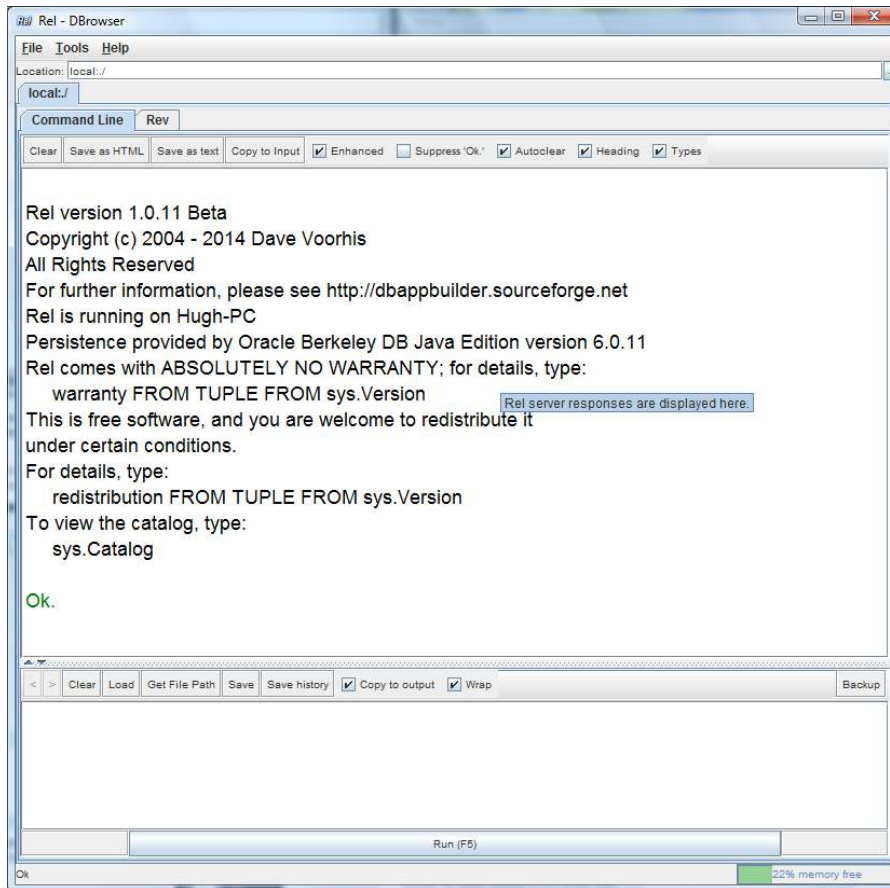 Rel Rel - DBrowser
File Tools Help
Location: local:./
local:./
Command Line Rev
Clear Save as HTML Save as text Copy to Input Enhanced Suppress 'Ok.' Autoclear Heading Types
Rel version 1.0.11 Beta
Copyright (c) 2004 - 2014 Dave Voorhis
All Rights Reserved
For further information, please see http://dbappbuilder.sourceforge.net
Rel is running on Hugh-PC
Persistence provided by Oracle Berkeley DB Java Edition version 6.0.11
Rel comes with ABSOLUTELY NO WARRANTY; for details, type:
warranty FROM TUPLE FROM sys.Version
Rel server responses are displayed here.
This is free software, and you are welcome to redistribute it
under certain conditions.
For details, type:
redistribution FROM TUPLE FROM sys.Version
To view the catalog, type:
sys.Catalog
Ok.
< > Clear Load Get File Path Save Save history Copy to output Wrap Backup
Run (F5)
Ok 22% memory free